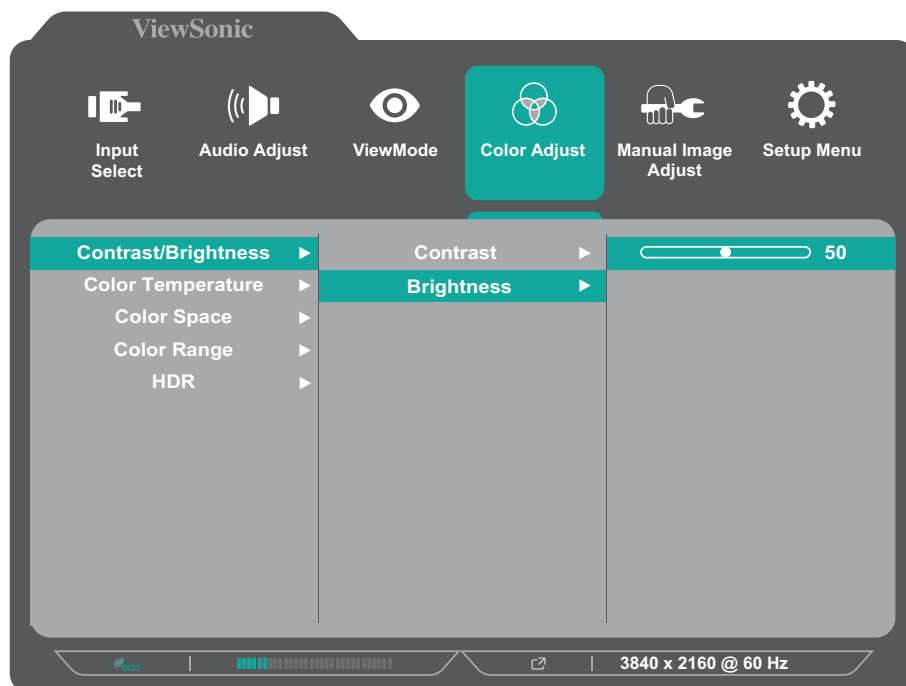 ViewSonic
Input
Select
Audio Adjust
ViewMode
Color Adjust
Manual Image
Adjust
Setup Menu
Contrast/Brightness
Color Temperature
Color Space
Color Range
HDR
Contrast
Brightness
50
eco
3840 x 2160 @ 60 Hz